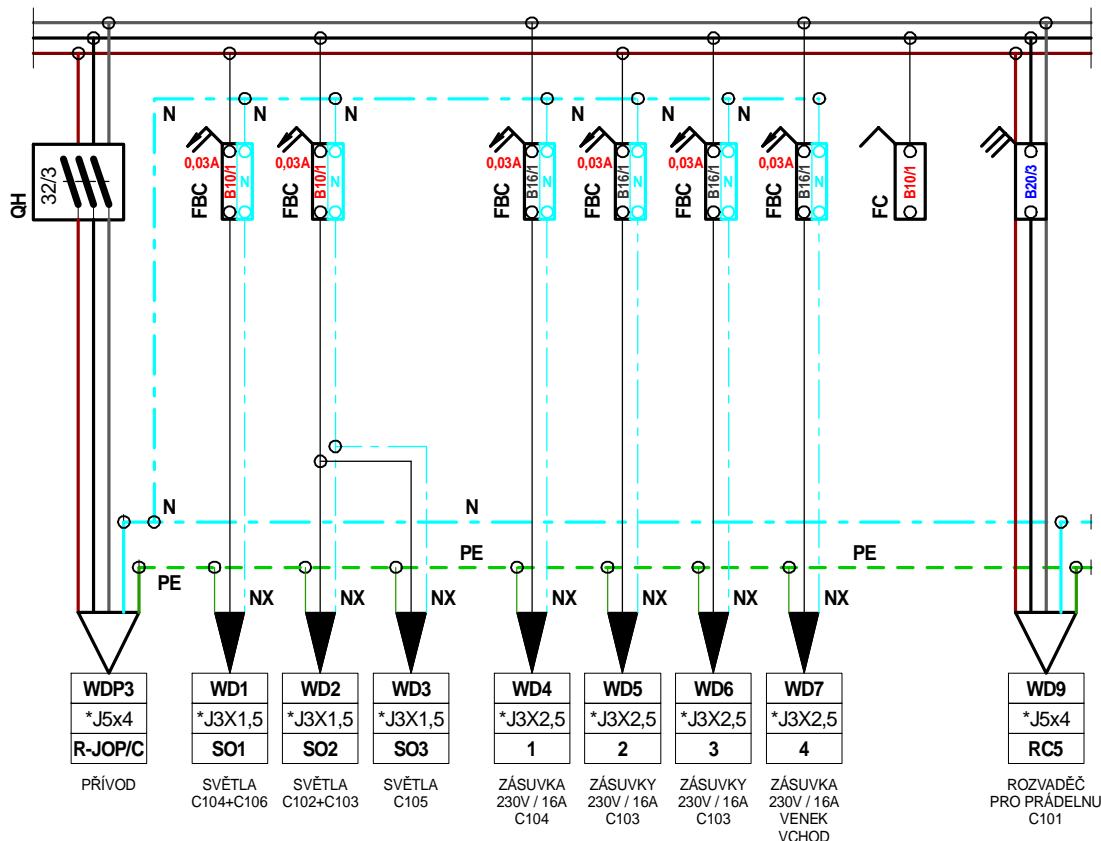 N
N
N
N
N
N
N
QH
32/3
0,03A
FBC
B10/1
N
0,03A
FBC
B10/1
N
0,03A
FBC
B16/1
N
0,03A
FBC
B16/1
N
0,03A
FBC
B16/1
N
0,03A
FBC
B16/1
N
FC
B10/1
B20/3
N
N
PE
PE
PE
NX
NX
NX
NX
NX
NX
NX
WDP3
*J5x4
R-JOP/C
PŘÍVOD
WD1
*J3X1,5
SO1
SVĚTLA
C104+C106
WD2
*J3X1,5
SO2
SVĚTLA
C102+C103
WD3
*J3X1,5
SO3
SVĚTLA
C105
WD4
*J3X2,5
1
ZÁSUVKA
230V / 16A
C104
WD5
*J3X2,5
2
ZÁSUVKY
230V / 16A
C103
WD6
*J3X2,5
3
ZÁSUVKY
230V / 16A
C103
WD7
*J3X2,5
4
ZÁSUVKA
230V / 16A
VENEK
VCHOD
WD9
*J5x4
RC5
ROZVADĚČ
PRO PRÁDELNU
C101